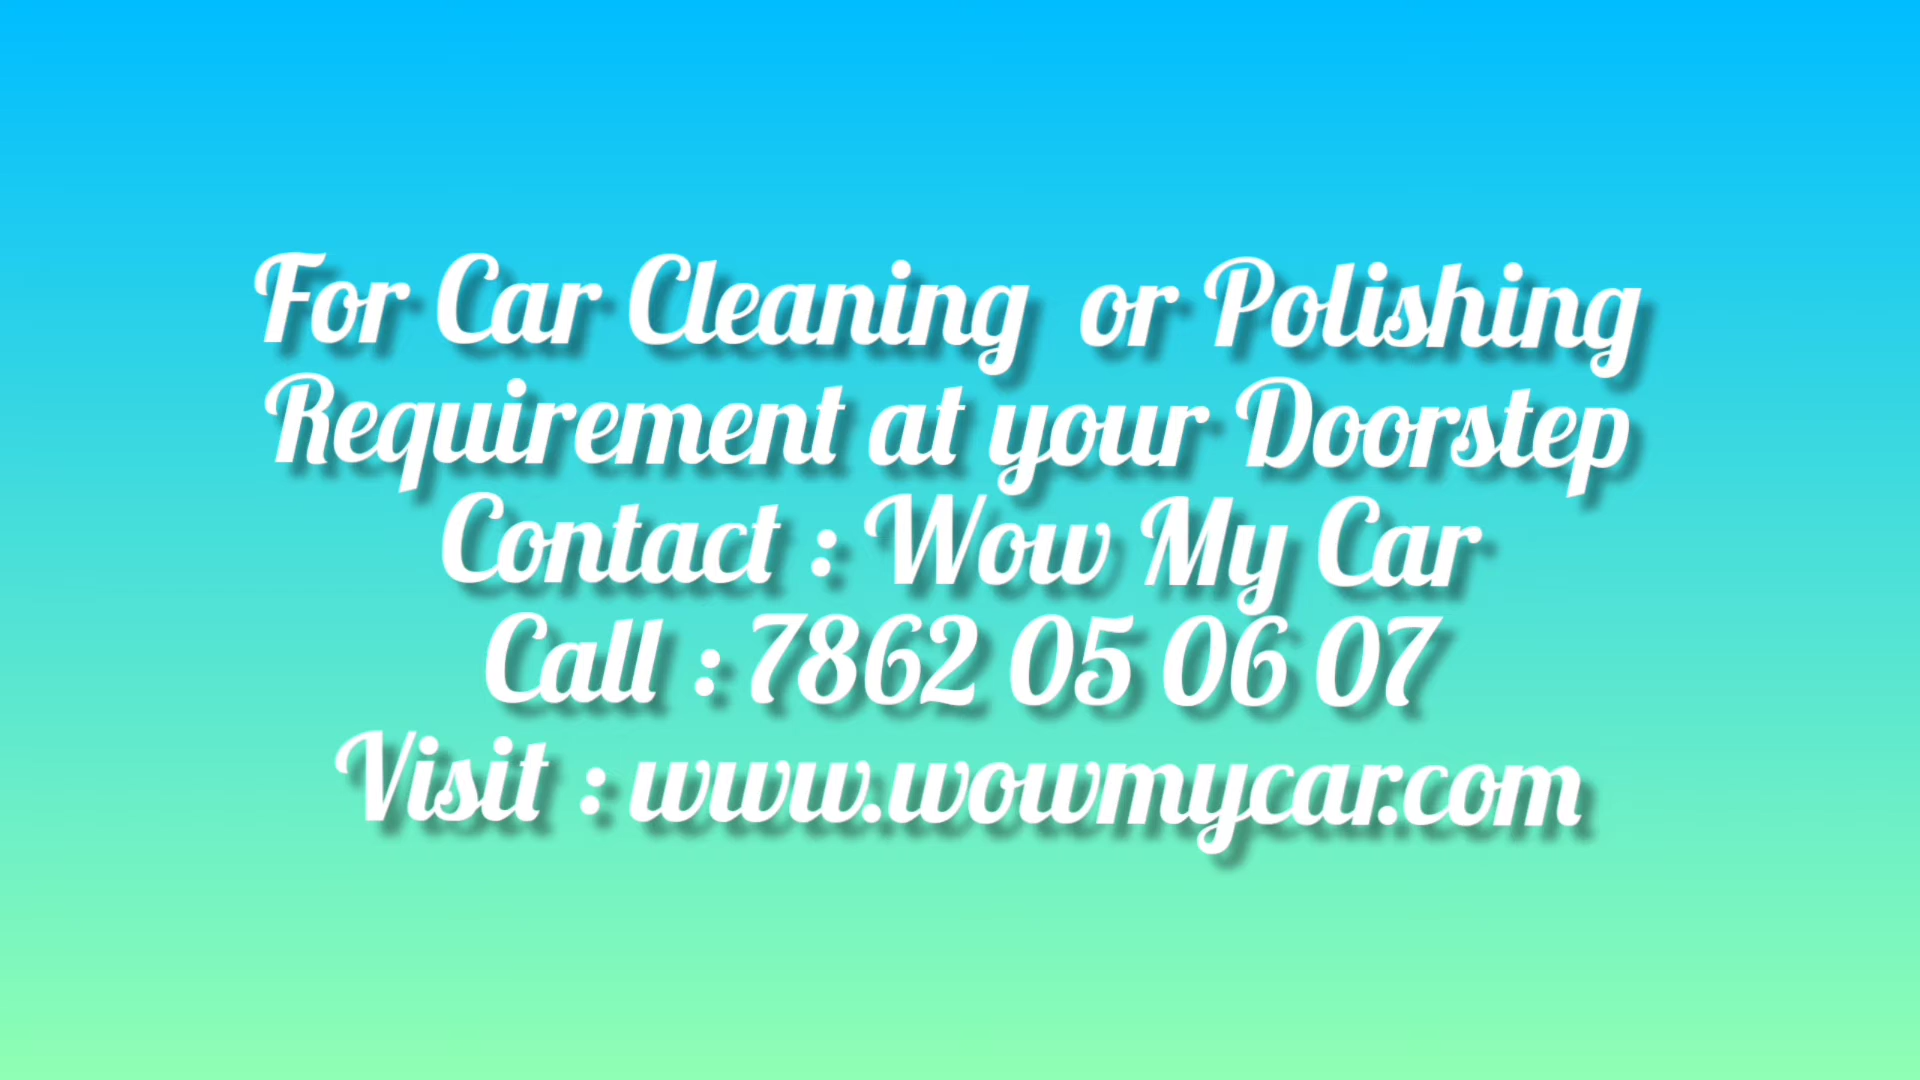 For Car Cleaning or Polishing
Requirement at your Doorstep
Contact : Wow My Car
Call : 7862 05 06 07
Visit : www.wowmycar.com